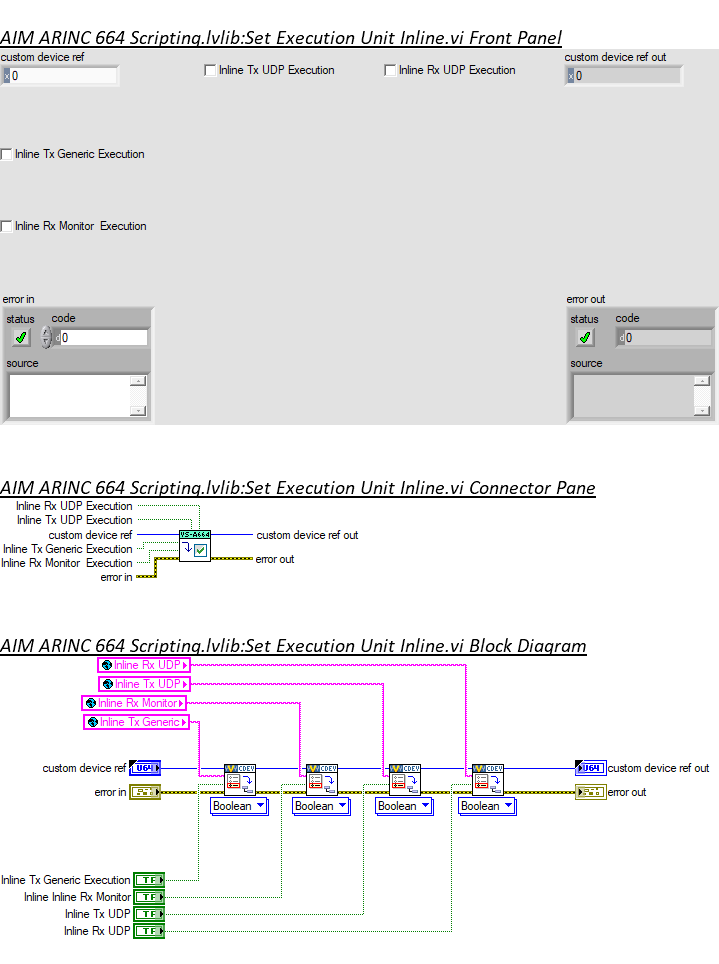 AIM ARINC 664 Scripting.lvlib:Set Execution Unit Inline.vi Front Panel
custom device ref
Inline Tx UDP Execution
Inline Rx UDP Execution
custom device ref out
x 0
x 0
Inline Tx Generic Execution
Inline Rx Monitor  Execution
error in
error out
status
code
status
code
d 0
d 0
source
source
AIM ARINC 664 Scripting.lvlib:Set Execution Unit Inline.vi Connector Pane
Inline Rx UDP Execution
Inline Tx UDP Execution
custom device ref
VS-A664
custom device ref out
Inline Tx Generic Execution
Inline Rx Monitor  Execution
error out
error in
AIM ARINC 664 Scripting.lvlib:Set Execution Unit Inline.vi Block Diagram
Inline Rx UDP
Inline Tx UDP
Inline Rx Monitor
Inline Tx Generic
custom device ref
U64
CDEV
CDEV
CDEV
CDEV
U64
custom device ref out
error in
error out
Boolean
Boolean
Boolean
Boolean
Inline Tx Generic Execution
TF
Inline Inline Rx Monitor
TF
Inline Tx UDP
TF
Inline Rx UDP
TF